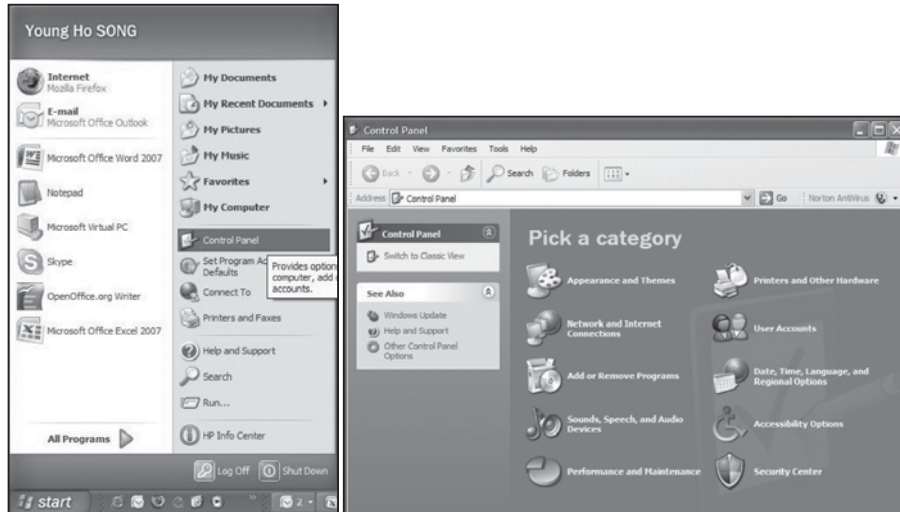 Young Ho SONG
Internet
Mozilla Firefox
E-mail
Microsoft Office Outlook
Microsoft Office Word 2007
Notepad
Microsoft Virtual PC
Skype
OpenOffice.org Writer
Microsoft Office Excel 2007
All Programs
My Documents
My Recent Documents
My Pictures
My Music
Favorites
My Computer
Control Panel
Set Program Ac
Defaults
Provides option
computer, add
accounts.
Connect To
Printers and Faxes
Help and Support
Search
Run...
HP Info Center
Log Off
Shut Down
start
2
Control Panel
File Edit View Favorites Tools Help
Back Search Folders
Address Control Panel Go Norton AntiVirus
Control Panel
Switch to Classic View
See Also
Windows Update
Help and Support
Other Control Panel
Options
Pick a category
Appearance and Themes
Printers and Other Hardware
Network and Internet
Connections
User Accounts
Add or Remove Programs
Date, Time, Language, and
Regional Options
Sounds, Speech, and Audio
Devices
Accessibility Options
Performance and Maintenance
Security Center